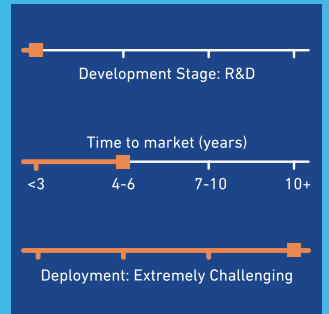 Development Stage: R&D
Time to market (years)
<3 4-6 7-10 10+
Deployment: Extremely Challenging